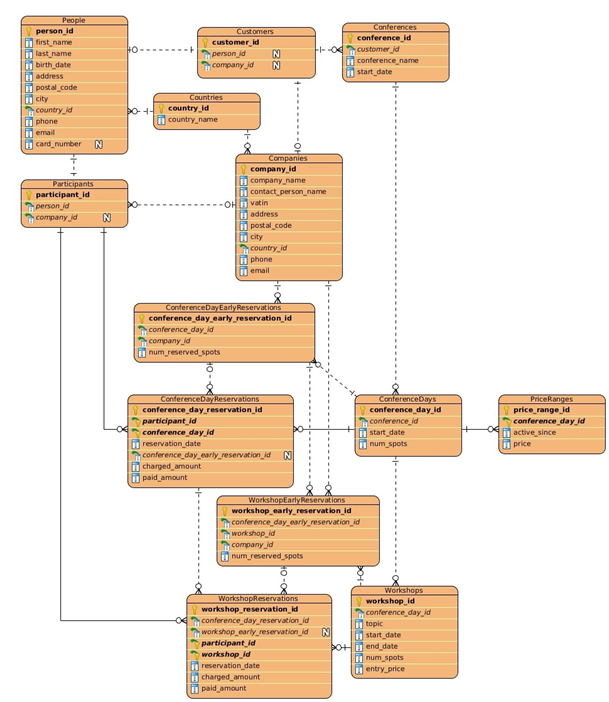 People
person_id
first_name
last_name
birth_date
address
postal_code
city
country_id
phone
email
card_number N
Customers
customer_id
person_id N
company_id N
Conferences
conference_id
customer_id
conference_name
start_date
Countries
country_id
country_name
Participants
participant_id
person_id
company_id N
Companies
company_id
company_name
contact_person_name
vatin
address
postal_code
city
country_id
phone
email
ConferenceDayEarlyReservations
conference_day_early_reservation_id
conference_day_id
company_id
num_reserved_spots
ConferenceDayReservations
conference_day_reservation_id
participant_id
conference_day_id
reservation_date
conference_day_early_reservation_id N
charged_amount
paid_amount
ConferenceDays
conference_day_id
conference_id
start_date
num_spots
PriceRanges
price_range_id
conference_day_id
active_since
price
WorkshopEarlyReservations
workshop_early_reservation_id
conference_day_early_reservation_id
workshop_id
company_id
num_reserved_spots
WorkshopReservations
workshop_reservation_id
conference_day_reservation_id
workshop_early_reservation_id N
participant_id
workshop_id
reservation_date
charged_amount
paid_amount
Workshops
workshop_id
conference_day_id
topic
start_date
end_date
num_spots
entry_price